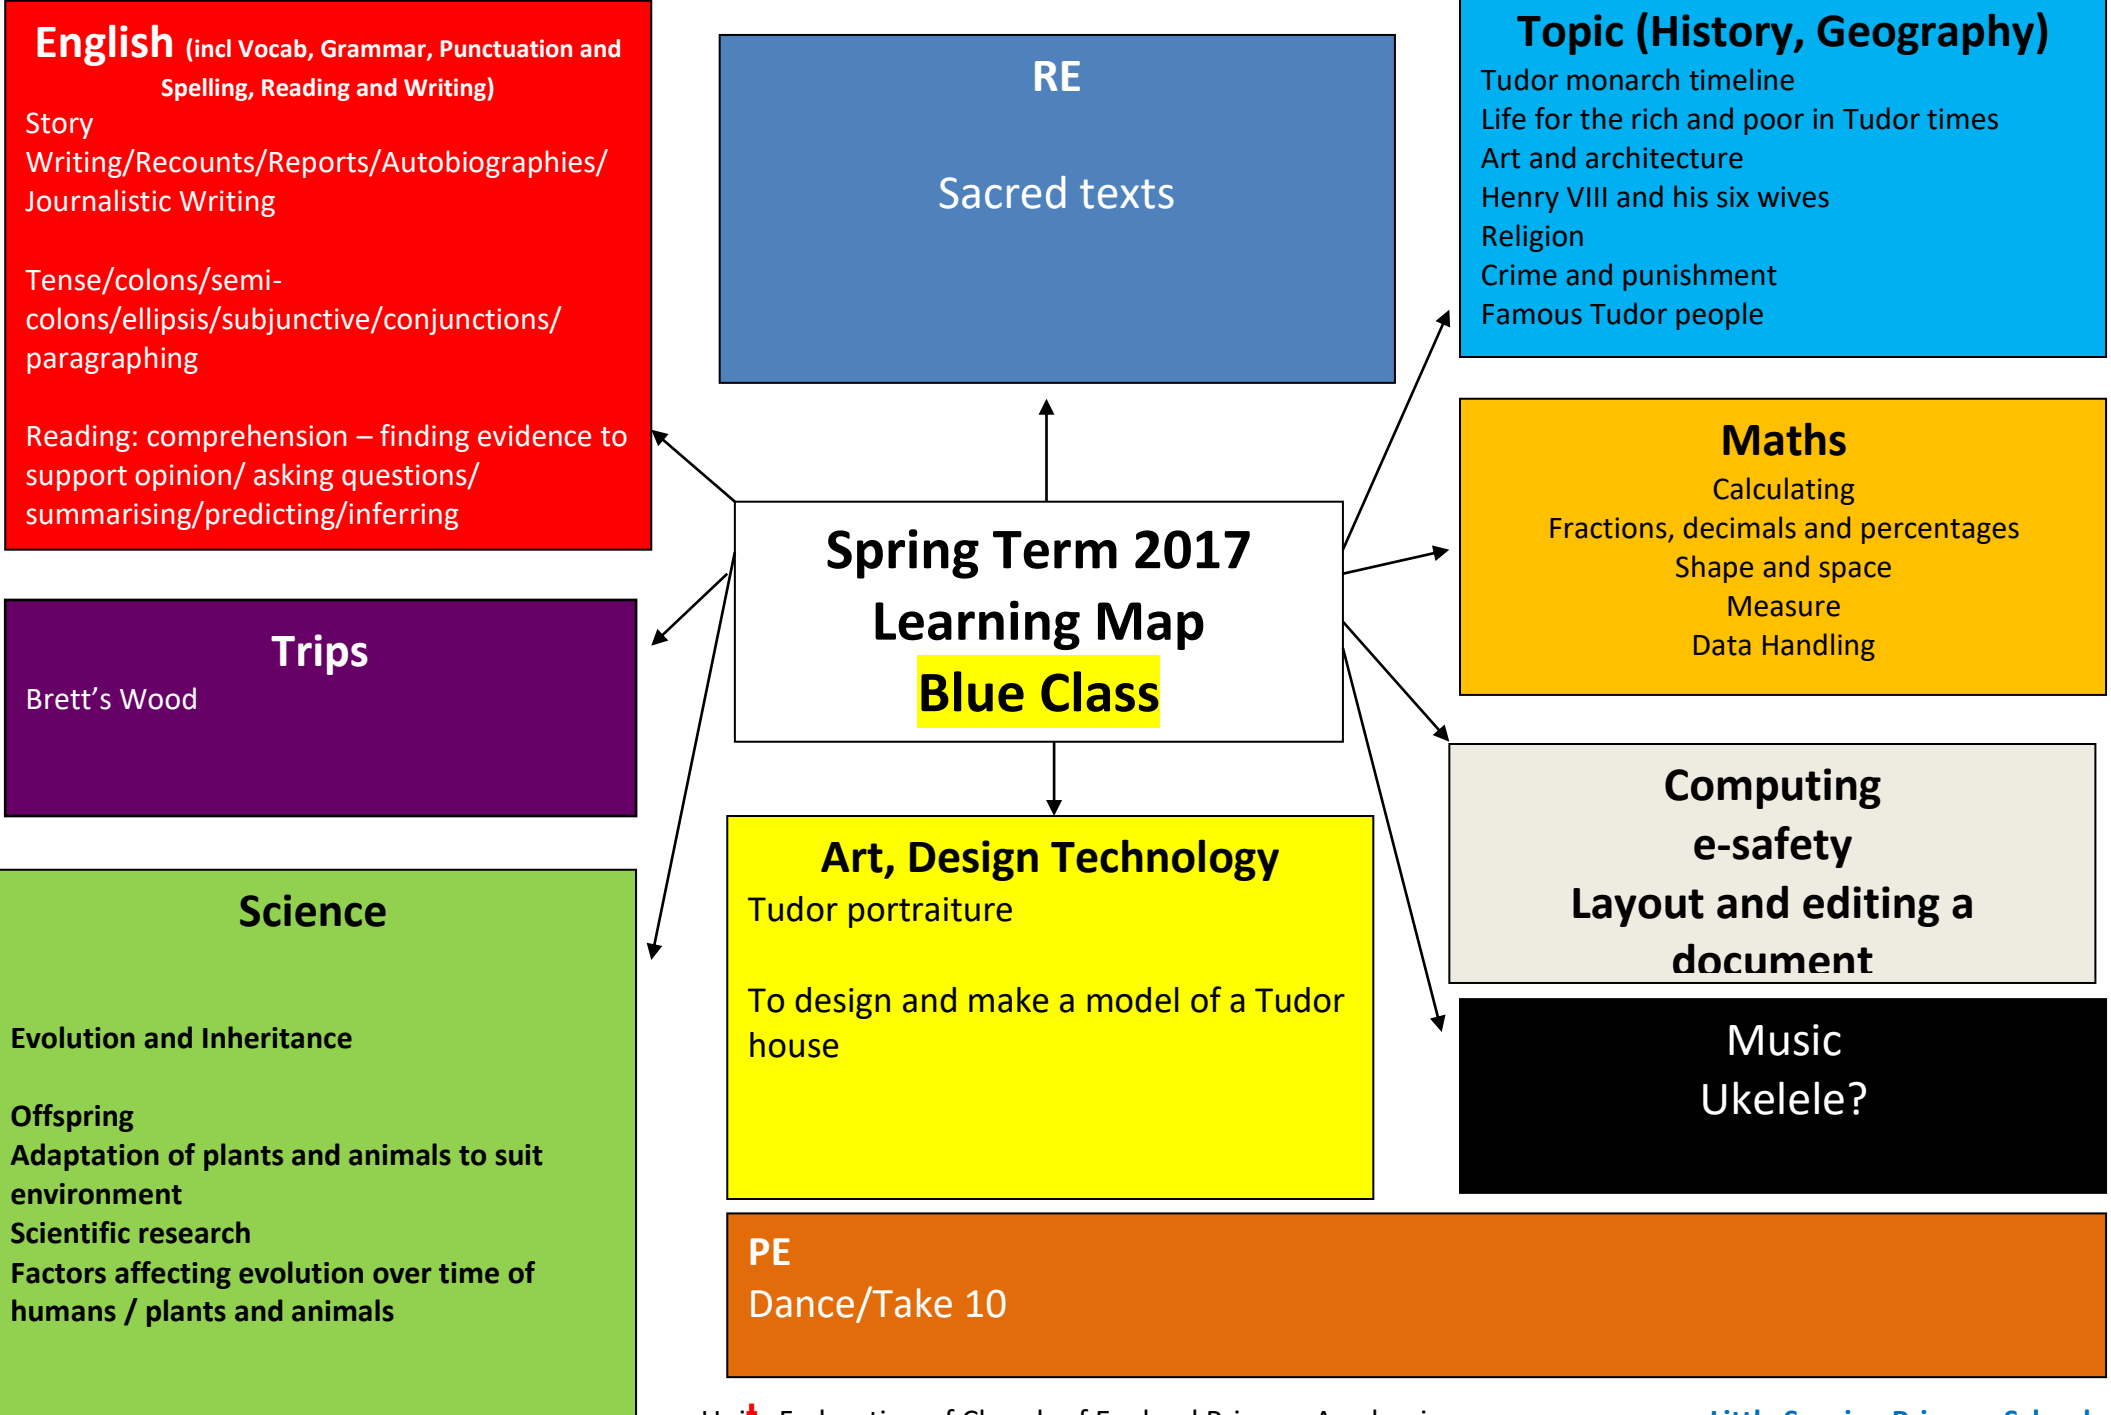 English (incl Vocab, Grammar, Punctuation and
Spelling, Reading and Writing)
Story
Writing/Recounts/Reports/Autobiographies/
Journalistic Writing
Tense/colons/semi-
colons/ellipsis/subjunctive/conjunctions/
paragraphing
Reading: comprehension – finding evidence to
support opinion/ asking questions/
summarising/predicting/inferring
RE
Sacred texts
Topic (History, Geography)
Tudor monarch timeline
Life for the rich and poor in Tudor times
Art and architecture
Henry VIII and his six wives
Religion
Crime and punishment
Famous Tudor people
Maths
Calculating
Fractions, decimals and percentages
Shape and space
Measure
Data Handling
Spring Term 2017
Learning Map
Blue Class
Trips
Brett’s Wood
Computing
e-safety
Layout and editing a
document
Art, Design Technology
Tudor portraiture
To design and make a model of a Tudor
house
Science
Evolution and Inheritance
Offspring
Adaptation of plants and animals to suit
environment
Scientific research
Factors affecting evolution over time of
humans / plants and animals
Music
Ukelele?
PE
Dance/Take 10